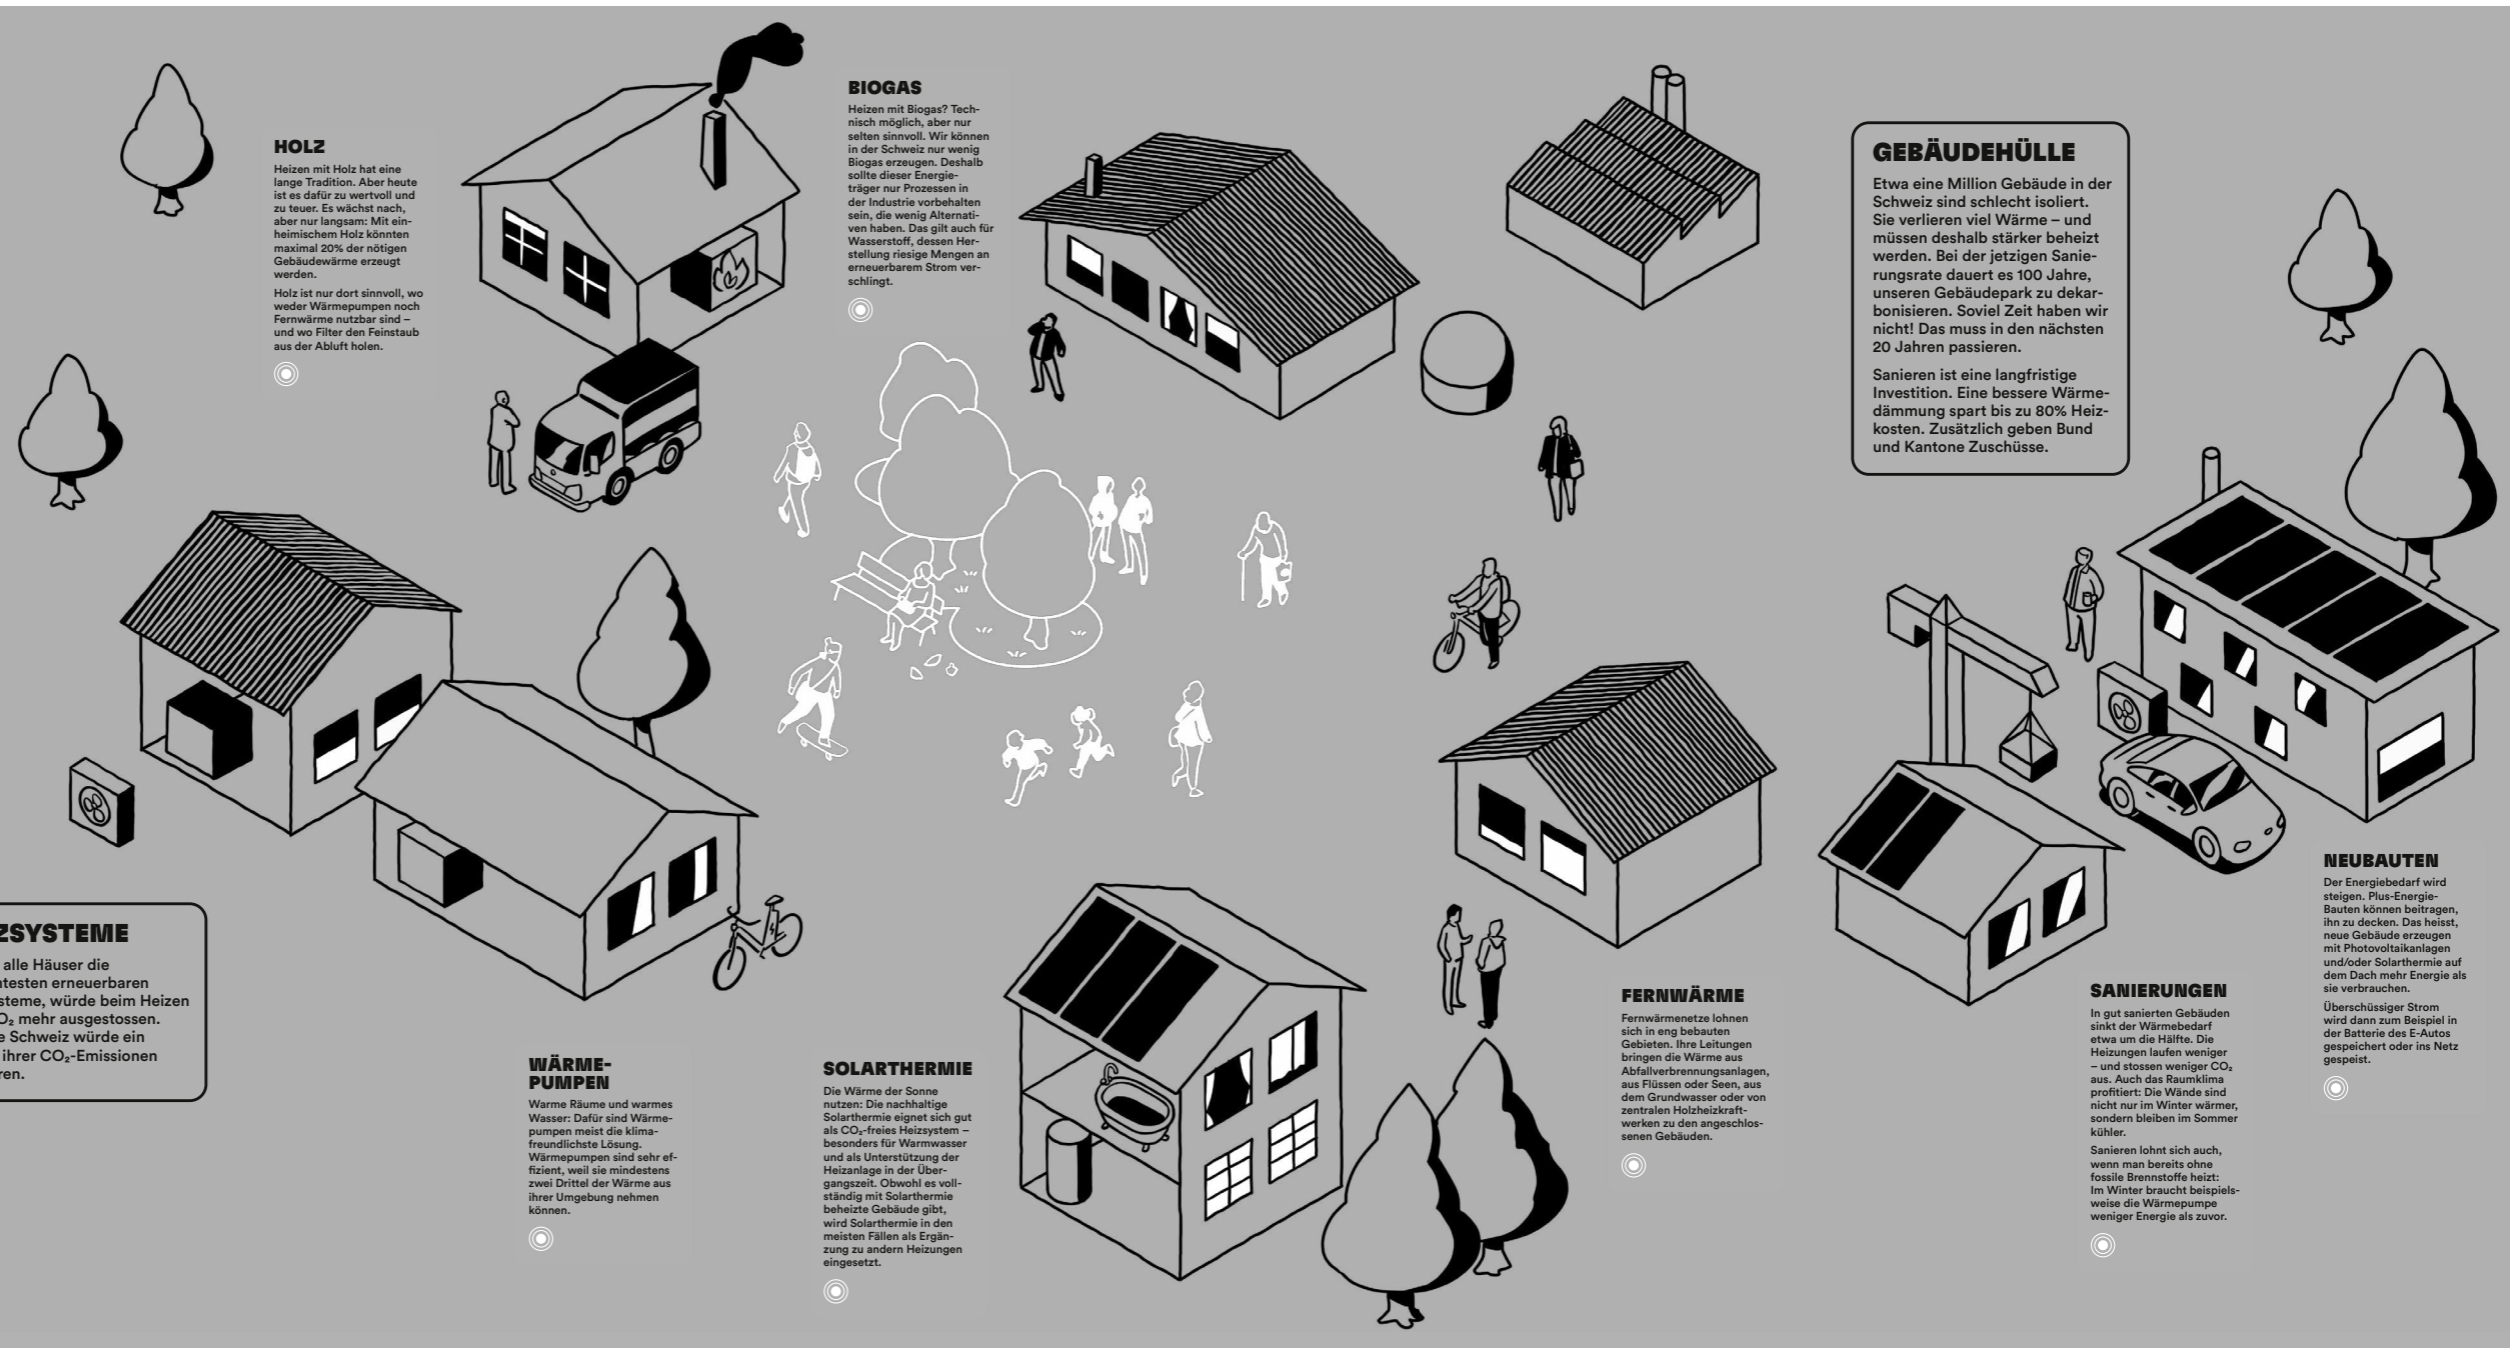 HOLZ
Heizen mit Holz hat eine
lange Tradition. Aber heute
ist es dafür zu wertvoll und
zu teuer. Es wächst nach,
aber nur langsam: Mit ein-
heimischem Holz könnten
maximal 20% der nötigen
Gebäudewärme erzeugt
werden.
Holz ist nur dort sinnvoll, wo
weder Wärmepumpen noch
Fernwärme nutzbar sind –
und wo Filter den Feinstaub
aus der Abluft holen.
BIOGAS
Heizen mit Biogas? Tech-
nisch möglich, aber nur
selten sinnvoll. Wir können
in der Schweiz nur wenig
Biogas erzeugen. Deshalb
sollte dieser Energie-
träger nur Prozessen in
der Industrie vorbehalten
sein, die wenig Alternati-
ven haben. Das gilt auch für
Wasserstoff, dessen Her-
stellung riesige Mengen an
erneuerbarem Strom ver-
schlingt.
GEBÄUDEHÜLLE
Etwa eine Million Gebäude in der
Schweiz sind schlecht isoliert.
Sie verlieren viel Wärme – und
müssen deshalb stärker beheizt
werden. Bei der jetzigen Sanie-
rungsrate dauert es 100 Jahre,
unseren Gebäudepark zu dekar-
bonisieren. Soviel Zeit haben wir
nicht! Das muss in den nächsten
20 Jahren passieren.
Sanieren ist eine langfristige
Investition. Eine bessere Wärme-
dämmung spart bis zu 80% Heiz-
kosten. Zusätzlich geben Bund
und Kantone Zuschüsse.
ZSYSTEME
alle Häuser die
ntesten erneuerbaren
steme, würde beim Heizen
O₂ mehr ausgestossen.
e Schweiz würde ein
ihrer CO₂-Emissionen
ren.
WÄRME-
PUMPEN
Warme Räume und warmes
Wasser: Dafür sind Wärme-
pumpen meist die klima-
freundlichste Lösung.
Wärmepumpen sind sehr ef-
fizient, weil sie mindestens
zwei Drittel der Wärme aus
ihrer Umgebung nehmen
können.
SOLARTHERMIE
Die Wärme der Sonne
nutzen: Die nachhaltige
Solarthermie eignet sich gut
als CO₂-freies Heizsystem –
besonders für Warmwasser
und als Unterstützung der
Heizanlage in der Über-
gangszeit. Obwohl es voll-
ständig mit Solarthermie
beheizte Gebäude gibt,
wird Solarthermie in den
meisten Fällen als Ergän-
zung zu andern Heizungen
eingesetzt.
FERNWÄRME
Fernwärmenetze lohnen
sich in eng bebauten
Gebieten. Ihre Leitungen
bringen die Wärme aus
Abfallverbrennungsanlagen,
aus Flüssen oder Seen, aus
dem Grundwasser oder von
zentralen Holzheizkraft-
werken zu den angeschlos-
senen Gebäuden.
SANIERUNGEN
In gut sanierten Gebäuden
sinkt der Wärmebedarf
etwa um die Hälfte. Die
Heizungen laufen weniger
– und stossen weniger CO₂
aus. Auch das Raumklima
profitiert: Die Wände sind
nicht nur im Winter wärmer,
sondern bleiben im Sommer
kühler.
Sanieren lohnt sich auch,
wenn man bereits ohne
fossile Brennstoffe heizt:
Im Winter braucht beispiels-
weise die Wärmepumpe
weniger Energie als zuvor.
NEUBAUTEN
Der Energiebedarf wird
steigen. Plus-Energie-
Bauten können beitragen,
ihn zu decken. Das heisst,
neue Gebäude erzeugen
mit Photovoltaikanlagen
und/oder Solarthermie auf
dem Dach mehr Energie als
sie verbrauchen.
Überschüssiger Strom
wird dann zum Beispiel in
der Batterie des E-Autos
gespeichert oder ins Netz
gespeist.